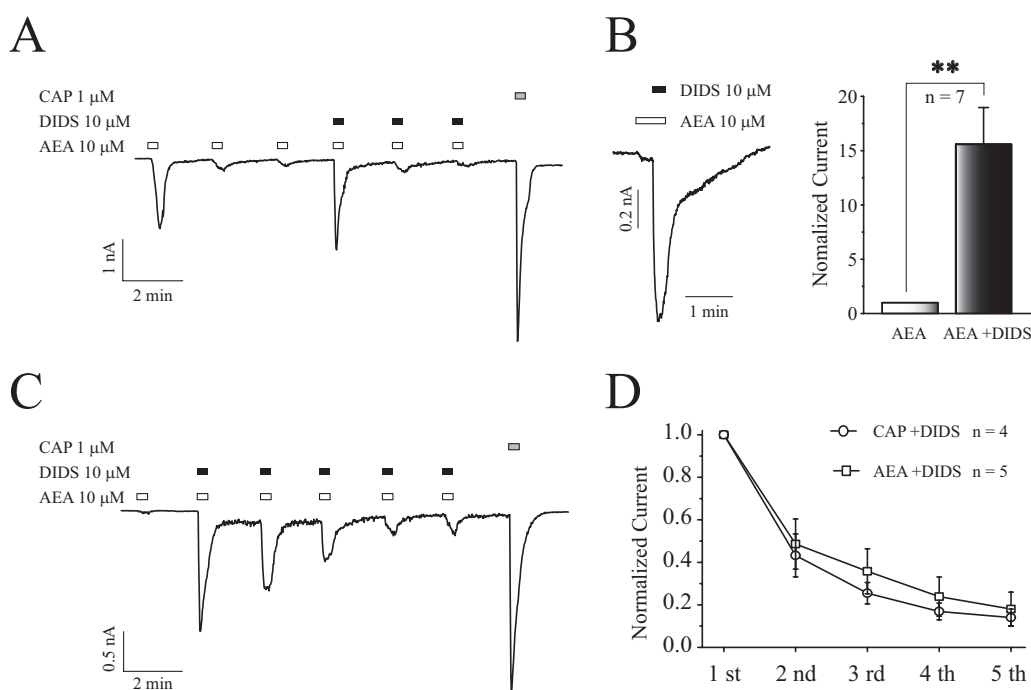 A
CAP 1 μM
DIDS 10 μM
AEA 10 μM
1 nA
2 min
B
DIDS 10 μM
AEA 10 μM
0.2 nA
1 min
**
n = 7
Nomalized Current
20
15
10
5
0
AEA
AEA +DIDS
C
CAP 1 μM
DIDS 10 μM
AEA 10 μM
0.5 nA
2 min
D
CAP +DIDS n = 4
AEA +DIDS n = 5
Normalized Current
1.0
0.8
0.6
0.4
0.2
0.0
1 st
2 nd
3 rd
4 th
5 th